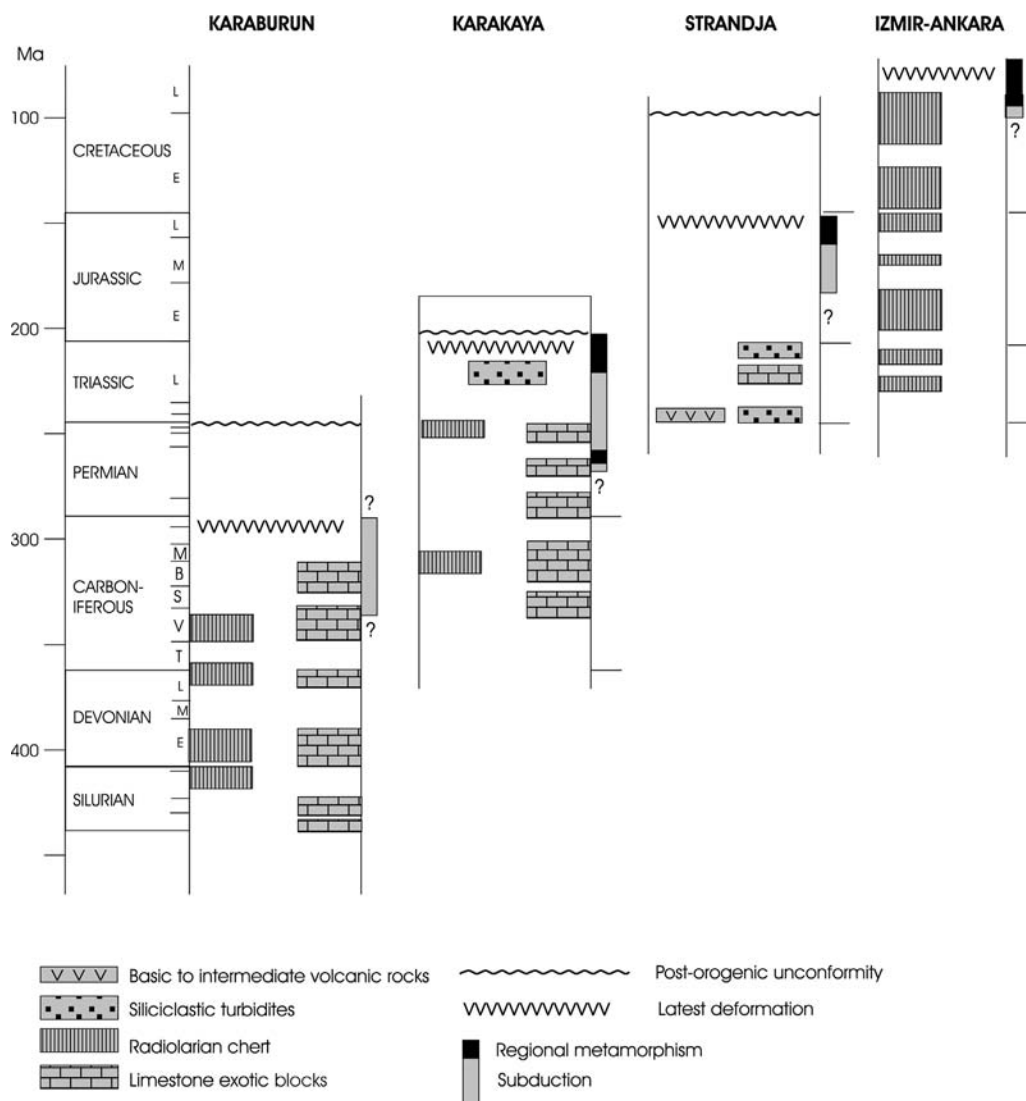 KARABURUN KARAKAYA STRANDJA IZMIR-ANKARA
Ma
L
100
CRETACEOUS
E
?
L
JURASSIC
M
E
200
?
TRIASSIC
L
PERMIAN
?
?
300
M
CARBON-
IFEROUS
B
S
V
?
T
L
DEVONIAN
M
E
400
SILURIAN
Basic to intermediate volcanic rocks
Siliciclastic turbidites
Radiolarian chert
Limestone exotic blocks
Post-orogenic unconformity
Latest deformation
Regional metamorphism
Subduction